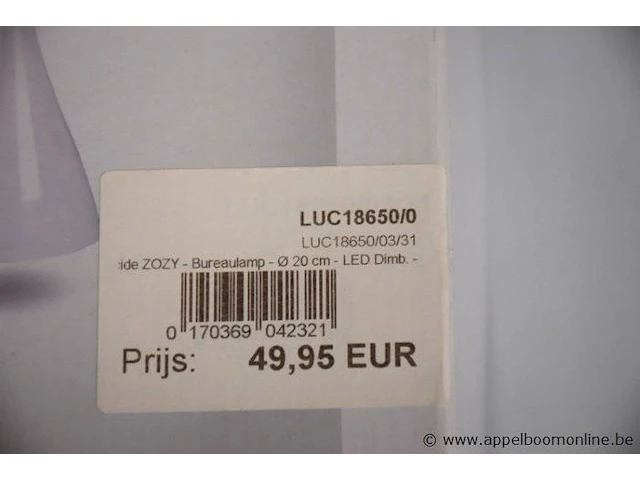 LUC18650/0
LUC18650/03/31
:ide ZOZY - Bureaulamp - Ø 20 cm - LED Dimb. -
0 170369 042321
Prijs: 49,95 EUR
© www.appelboomonline.be